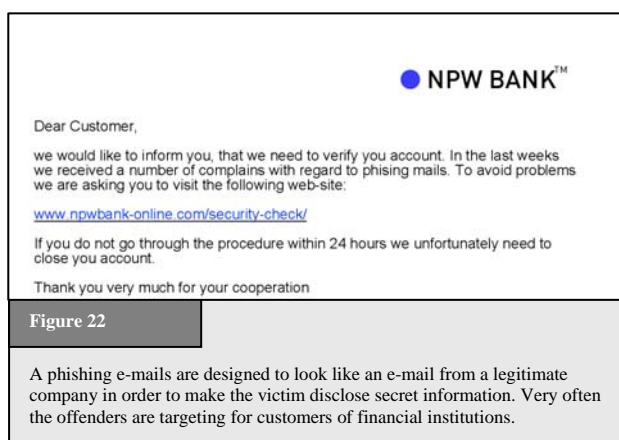 NPW BANK™
Dear Customer,
we would like to inform you, that we need to verify you account. In the last weeks
we received a number of complains with regard to phising mails. To avoid problems
we are asking you to visit the following web-site:
www.npwbank-online.com/security-check/
If you do not go through the procedure within 24 hours we unfortunately need to
close you account.
Thank you very much for your cooperation
Figure 22
A phishing e-mails are designed to look like an e-mail from a legitimate
company in order to make the victim disclose secret information. Very often
the offenders are targeting for customers of financial institutions.